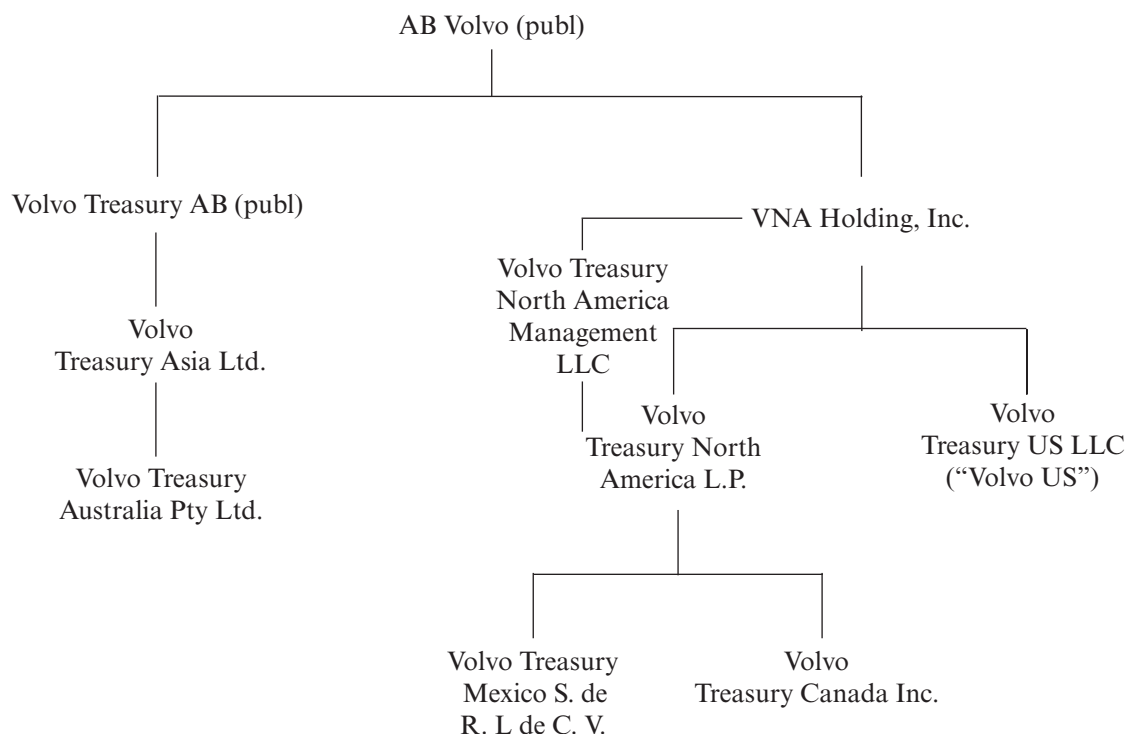 AB Volvo (publ)
Volvo Treasury AB (publ)
VNA Holding, Inc.
Volvo Treasury
North America
Management
LLC
Volvo
Treasury Asia Ltd.
Volvo
Treasury North
America L.P.
Volvo
Treasury US LLC
(“Volvo US”)
Volvo Treasury
Australia Pty Ltd.
Volvo Treasury
Mexico S. de
R. L de C. V.
Volvo
Treasury Canada Inc.